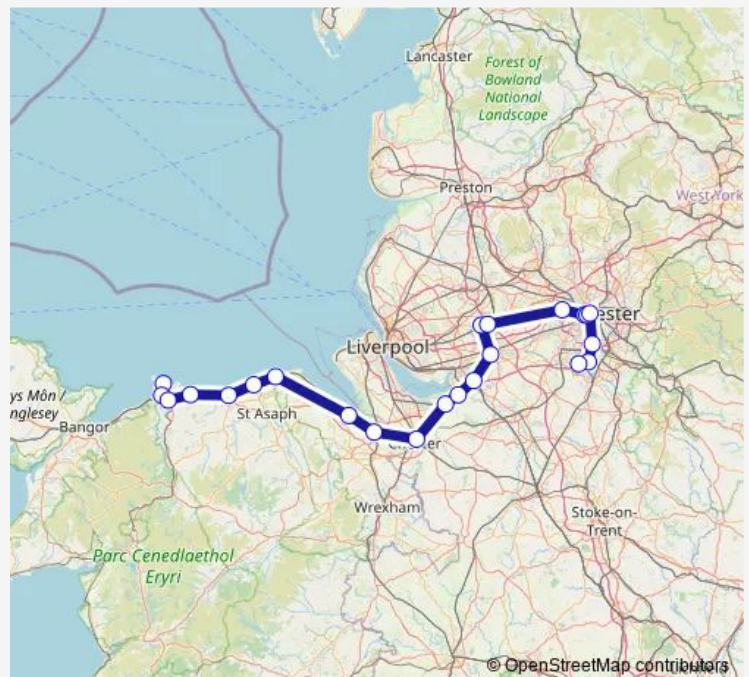 Lancaster
Forest of
Bowland
National
Landscape
Preston
West York
ester
Liverpool
ys Môn /
nglesey
St Asaph
Bangor
Wrexham
Stoke-on-
Trent
Parc Cenedlaethol
Eryri
© OpenStreetMap contributors